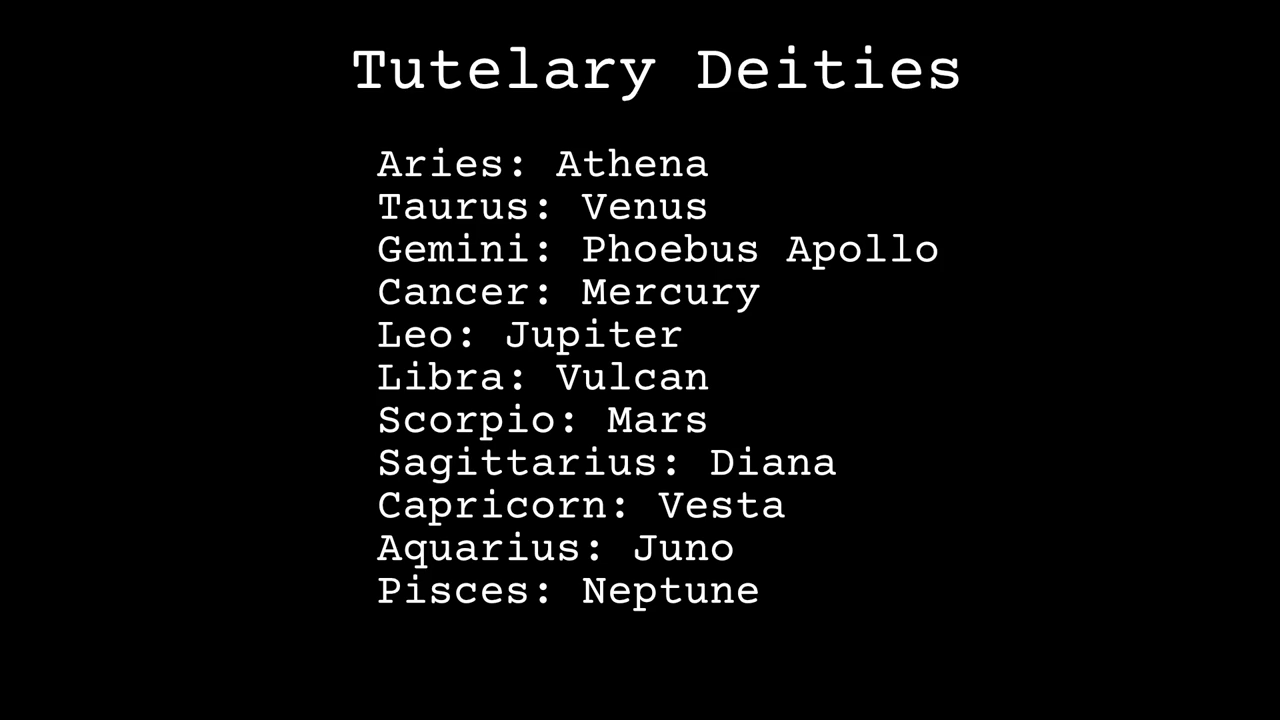 Tutelary Deities
Aries: Athena
Taurus: Venus
Gemini: Phoebus Apollo
Cancer: Mercury
Leo: Jupiter
Libra: Vulcan
Scorpio: Mars
Sagittarius: Diana
Capricorn: Vesta
Aquarius: Juno
Pisces: Neptune